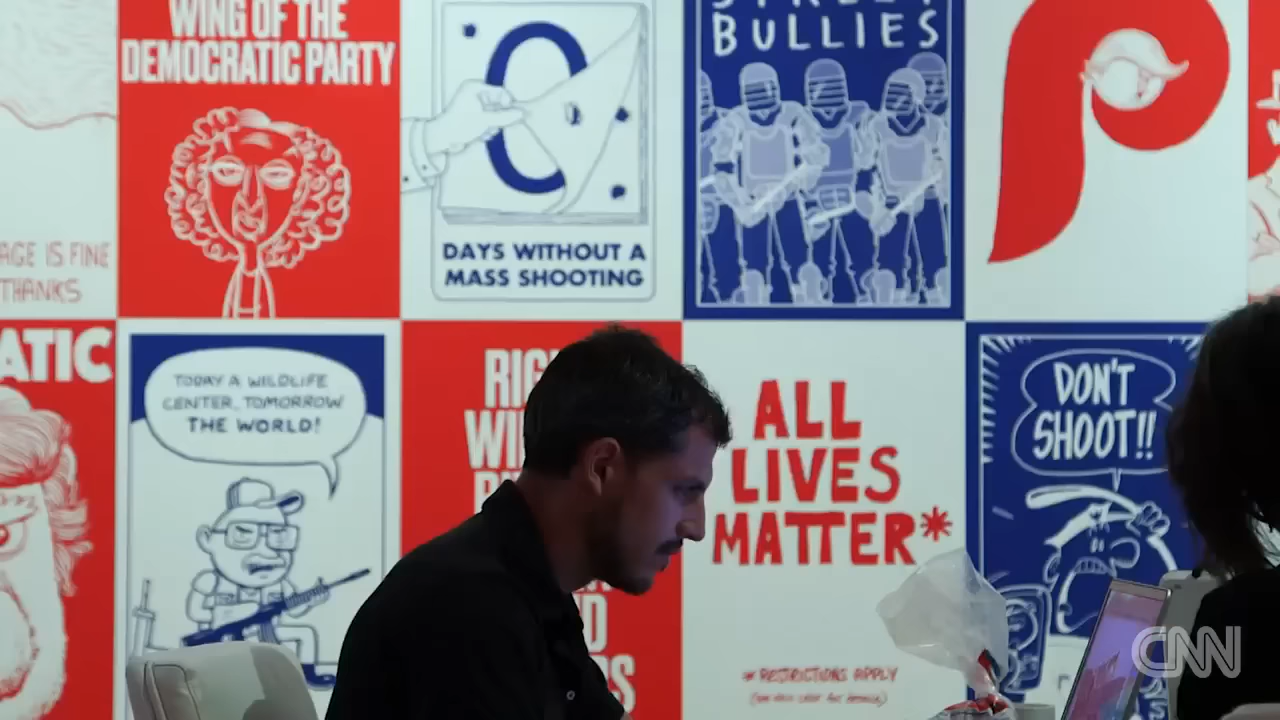 WING OF THE
DEMOCRATIC PARTY
0
DAYS WITHOUT A
MASS SHOOTING
STREET
BULLIES
P
AGE IS FINE
THANKS
ATIC
TODAY A WILDLIFE
CENTER, TOMORROW
THE WORLD!
RIG
WI
ALL
LIVES
MATTER*
*RESTRICTIONS APPLY
DON'T
SHOOT!!
CNN